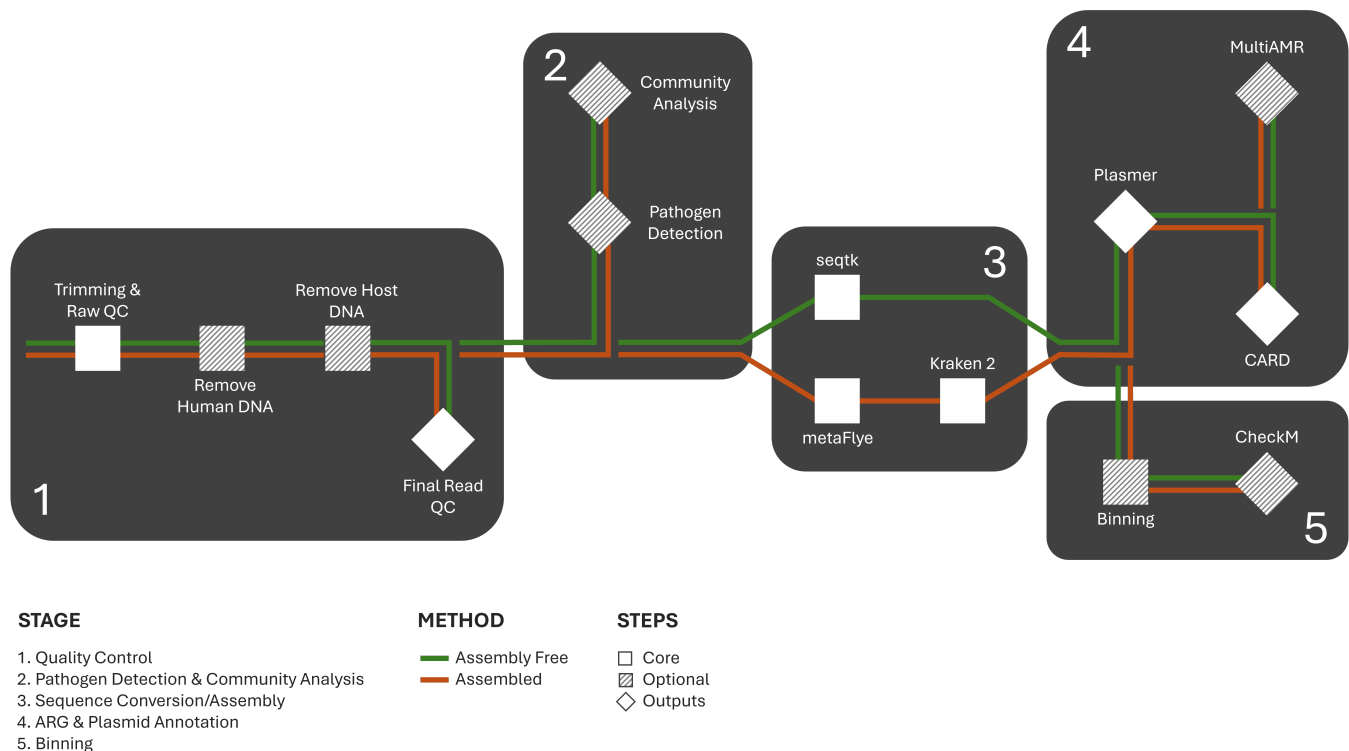 2
Community
Analysis
Pathogen
Detection
4
MultiAMR
Plasmer
CARD
Trimming &
Raw QC
Remove Host
DNA
Remove
Human DNA
Final Read
QC
1
seqtk
3
Kraken 2
metaFlye
CheckM
Binning
5
STAGE
1. Quality Control
2. Pathogen Detection & Community Analysis
3. Sequence Conversion/Assembly
4. ARG & Plasmid Annotation
5. Binning
METHOD
Assembly Free
Assembled
STEPS
Core
Optional
Outputs